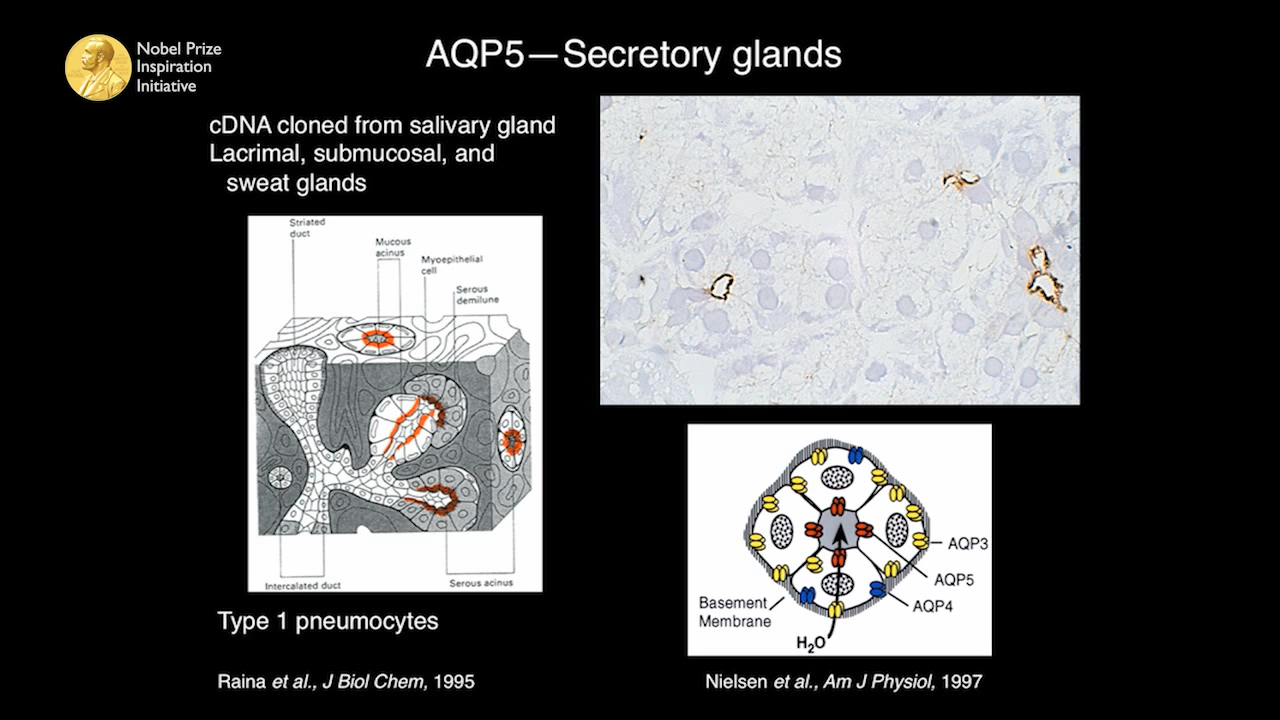 Nobel Prize
Inspiration
Initiative
AQP5—Secretory glands
cDNA cloned from salivary gland
Lacrimal, submucosal, and
sweat glands
Striated
duct
Mucous
acinus
Myoepithelial
cell
Serous
demilune
Intercalated duct
Serous acinus
Type 1 pneumocytes
Raina et al., J Biol Chem, 1995
AQP3
AQP5
AQP4
Basement
Membrane
H₂O
Nielsen et al., Am J Physiol, 1997